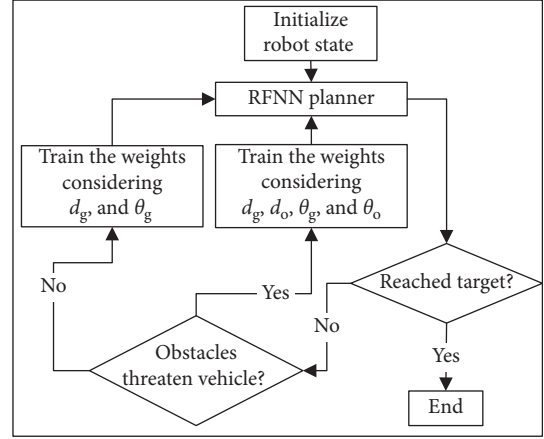 Initialize
robot state
RFNN planner
Train the weights
considering
d_g, and θ_g
Train the weights
considering
d_g, d_o, θ_g, and θ_o
No
Yes
Reached target?
No
Obstacles
threaten vehicle?
Yes
End